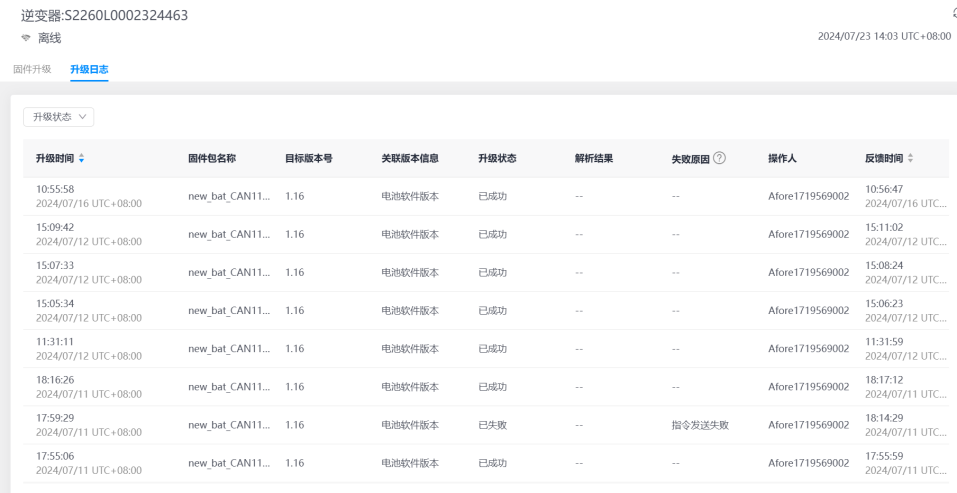 逆变器:S2260L0002324463
离线
2024/07/23 14:03 UTC+08:00
固件升级 升级日志
升级状态
升级时间 固件包名称 目标版本号 关联版本信息 升级状态 解析结果 失败原因 ? 操作人 反馈时间
10:55:58 10:56:47
new_bat_CAN11... 1.16 电池软件版本 已成功 -- -- Afore1719569002
2024/07/16 UTC+08:00 2024/07/16 UTC...
15:09:42 15:11:02
new_bat_CAN11... 1.16 电池软件版本 已成功 -- -- Afore1719569002
2024/07/12 UTC+08:00 2024/07/12 UTC...
15:07:33 15:08:24
new_bat_CAN11... 1.16 电池软件版本 已成功 -- -- Afore1719569002
2024/07/12 UTC+08:00 2024/07/12 UTC...
15:05:34 15:06:23
new_bat_CAN11... 1.16 电池软件版本 已成功 -- -- Afore1719569002
2024/07/12 UTC+08:00 2024/07/12 UTC...
11:31:11 11:31:59
new_bat_CAN11... 1.16 电池软件版本 已成功 -- -- Afore1719569002
2024/07/12 UTC+08:00 2024/07/12 UTC...
18:16:26 18:17:12
new_bat_CAN11... 1.16 电池软件版本 已成功 -- -- Afore1719569002
2024/07/11 UTC+08:00 2024/07/11 UTC...
17:59:29 18:14:29
new_bat_CAN11... 1.16 电池软件版本 已失败 -- 指令发送失败 Afore1719569002
2024/07/11 UTC+08:00 2024/07/11 UTC...
17:55:06 17:55:59
new_bat_CAN11... 1.16 电池软件版本 已成功 -- -- Afore1719569002
2024/07/11 UTC+08:00 2024/07/11 UTC...